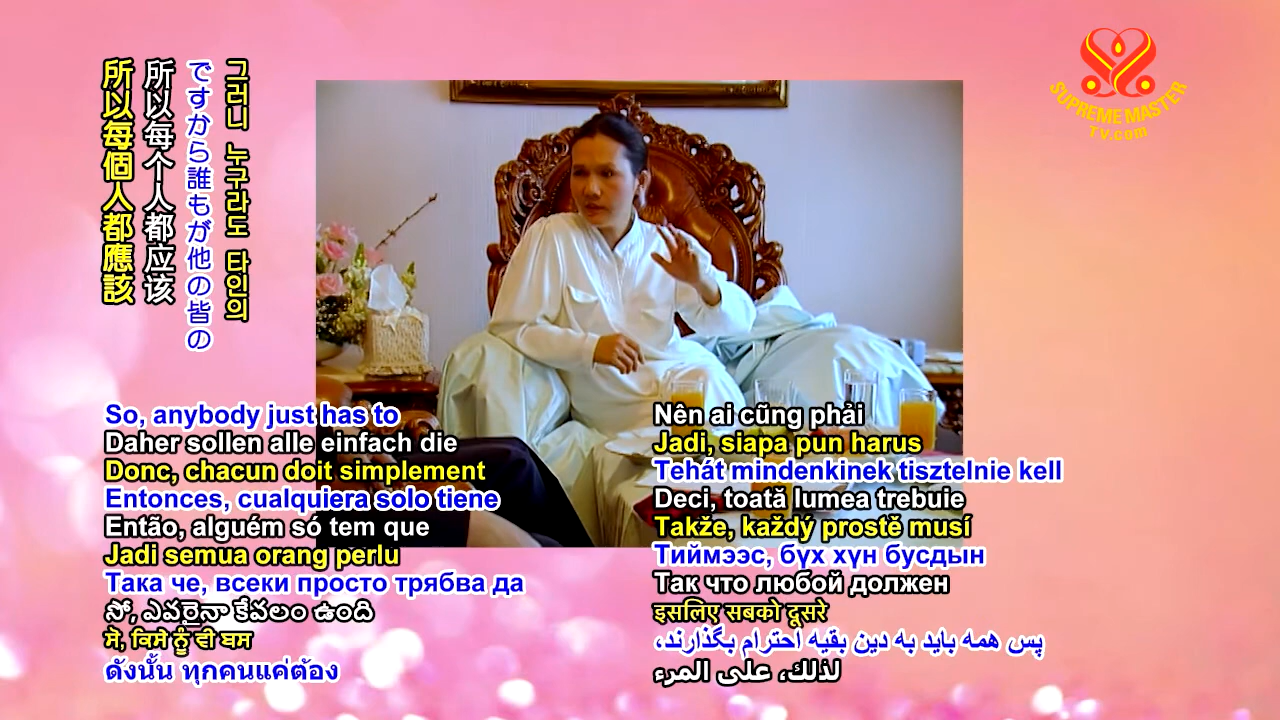 所以每個人都應該
所以每个人都应该
ですから誰もが他の皆の
그러니 누구라도 타인의
SUPREME MASTER
TV.com
So, anybody just has to
Daher sollen alle einfach die
Donc, chacun doit simplement
Entonces, cualquiera solo tiene
Então, alguém só tem que
Jadi semua orang perlu
Така че, всеки просто трябва да
సో, ఎవరైనా కేవలం ఉంది
ਸੋ, ਕਿਸੇ ਨੂੰ ਵੀ ਬਸ
ดังนั้น ทุกคนแค่ต้อง
Nên ai cũng phải
Jadi, siapa pun harus
Tehát mindenkinek tisztelnie kell
Deci, toată lumea trebuie
Takže, každý prostě musí
Тиймээс, бүх хүн бусдын
Так что любой должен
इसलिए सबको दूसरे
پس همه باید به دین بقیه احترام بگذارند،
لذلك، على المرء